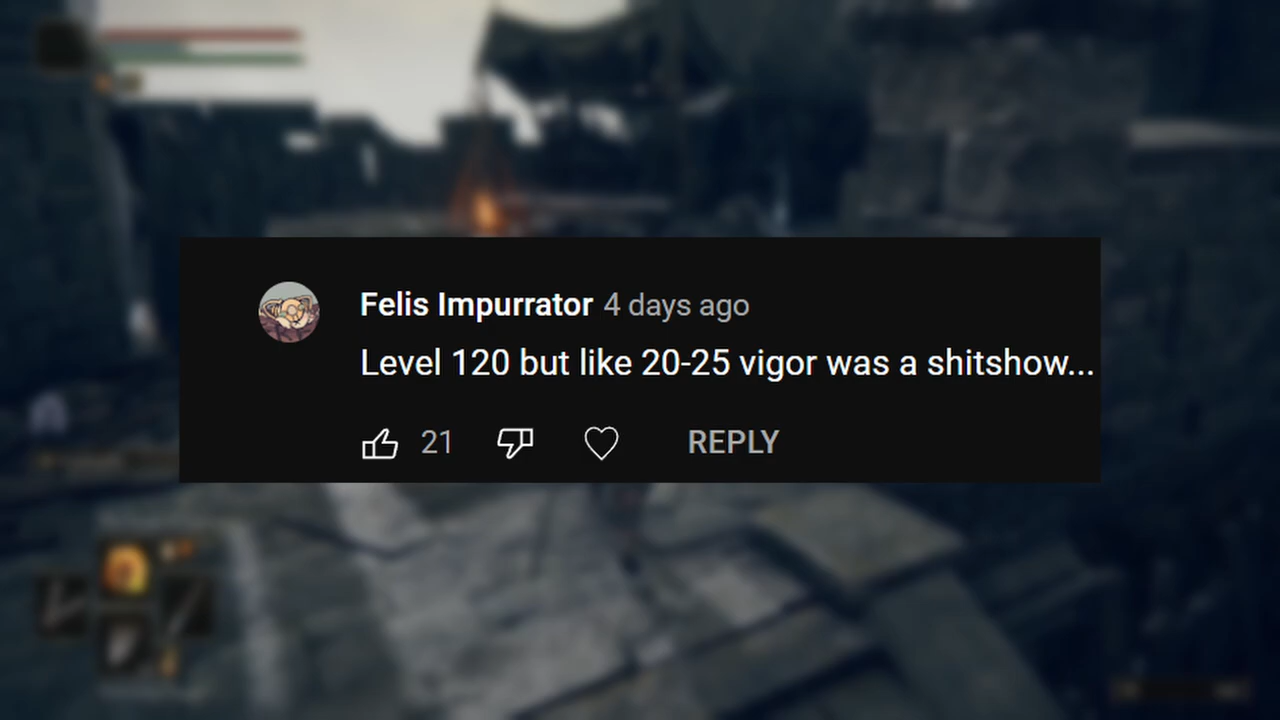 Felis Impurrator 4 days ago
Level 120 but like 20-25 vigor was a shitshow...
21 REPLY